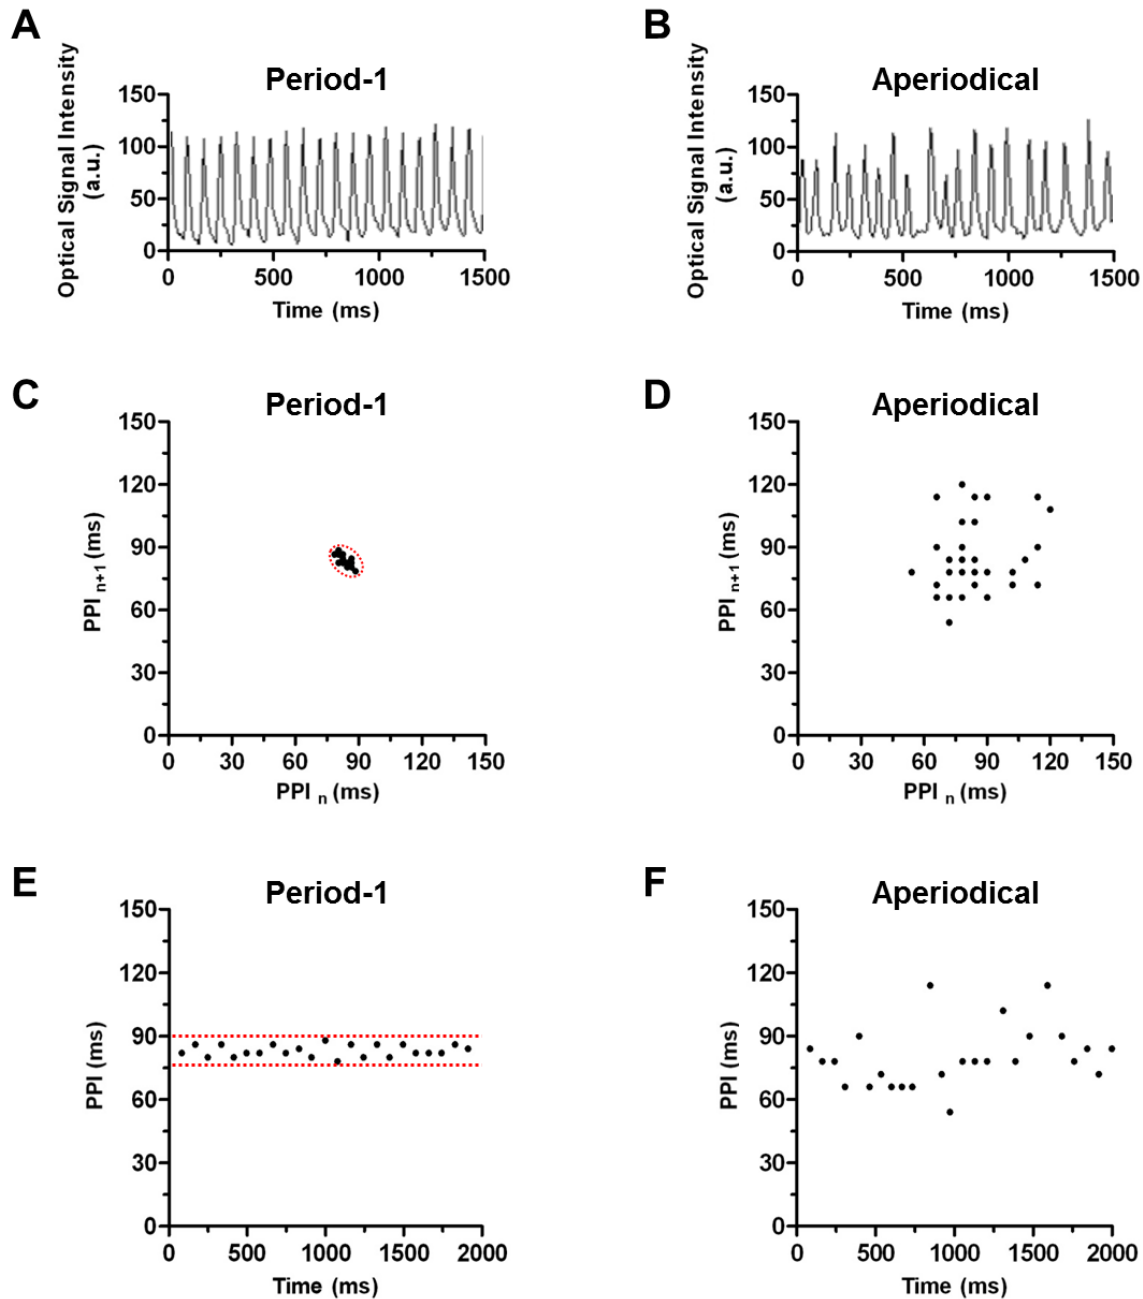 A
B
Period-1
Aperiodical
Optical Signal Intensity
(a.u.)
150
100
50
0
0 500 1000 1500
Time (ms)
Optical Signal Intensity
(a.u.)
150
100
50
0
0 500 1000 1500
Time (ms)
C
D
Period-1
Aperiodical
PPI n+1 (ms)
150
120
90
60
30
0
0 30 60 90 120 150
PPI n (ms)
PPI n+1 (ms)
150
120
90
60
30
0
0 30 60 90 120 150
PPI n (ms)
E
F
Period-1
Aperiodical
PPI (ms)
150
120
90
60
30
0
0 500 1000 1500 2000
Time (ms)
PPI (ms)
150
120
90
60
30
0
0 500 1000 1500 2000
Time (ms)